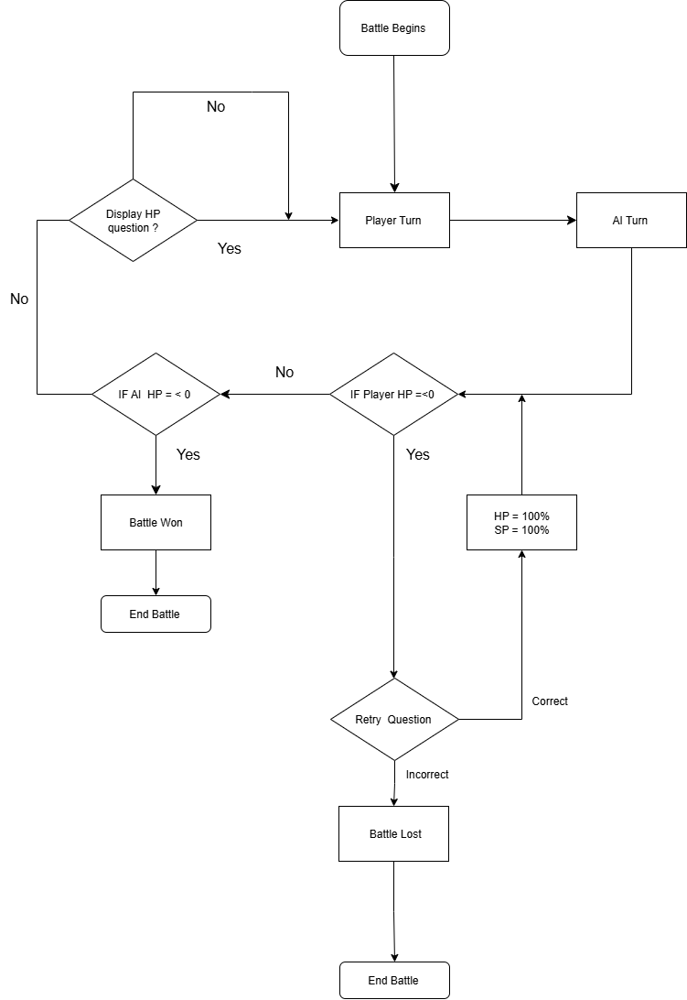 Battle Begins
No
Display HP
question ?
Yes
Player Turn
AI Turn
No
IF AI  HP = < 0
No
IF Player HP =<0
Yes
Yes
Battle Won
HP = 100%
SP = 100%
End Battle
Retry  Question
Correct
Incorrect
Battle Lost
End Battle